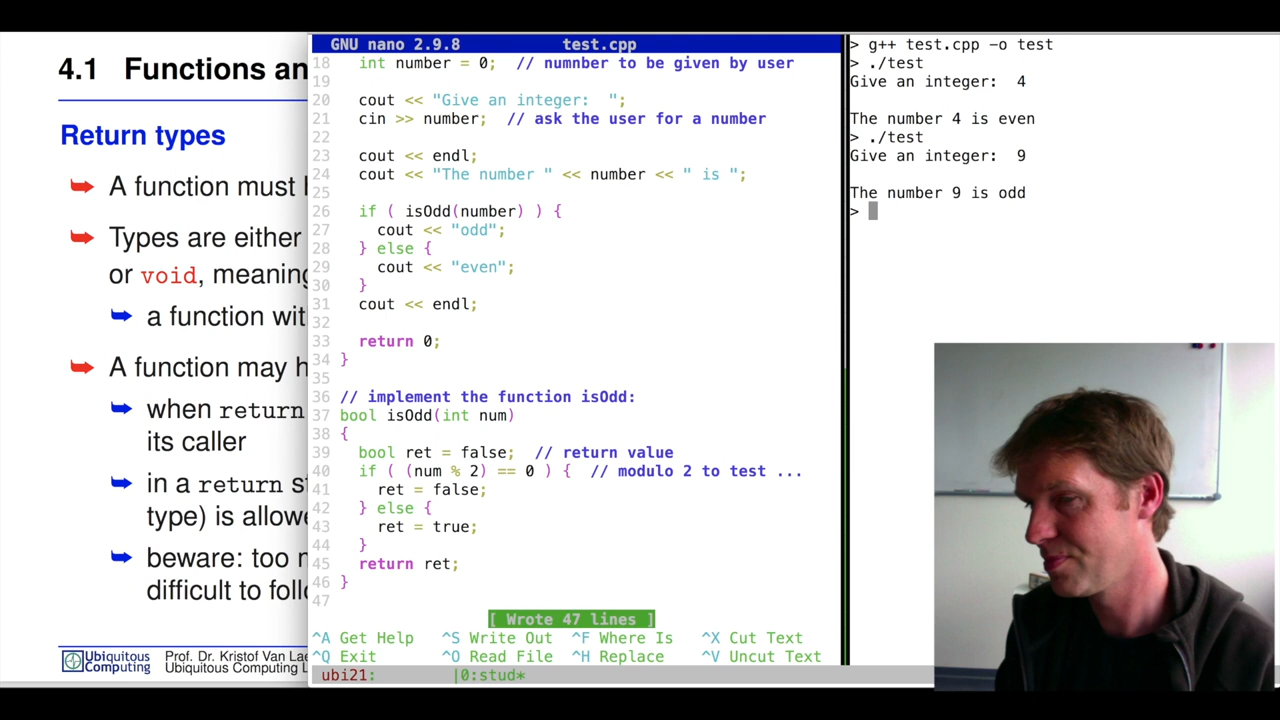 4.1 Functions an
Return types
A function must
Types are either
or void, meaning
a function wit
A function may h
when return
its caller
in a return st
type) is allowe
beware: too
difficult to follo
Ubiquitous
Computing
Prof. Dr. Kristof Van Lae
Ubiquitous Computing L
GNU nano 2.9.8 test.cpp
18 int number = 0; // numnber to be given by user
19
20 cout << "Give an integer:  ";
21 cin >> number; // ask the user for a number
22
23 cout << endl;
24 cout << "The number " << number << " is ";
25
26 if ( isOdd(number) ) {
27 cout << "odd";
28 } else {
29 cout << "even";
30 }
31 cout << endl;
32
33 return 0;
34 }
35
36 // implement the function isOdd:
37 bool isOdd(int num)
38 {
39 bool ret = false; // return value
40 if ( (num % 2) == 0 ) { // modulo 2 to test ...
41 ret = false;
42 } else {
43 ret = true;
44 }
45 return ret;
46 }
47
[ Wrote 47 lines ]
^A Get Help ^S Write Out ^F Where Is ^X Cut Text
^Q Exit ^O Read File ^H Replace ^V Uncut Text
ubi21: |0:stud*
> g++ test.cpp -o test
> ./test
Give an integer:  4
The number 4 is even
> ./test
Give an integer:  9
The number 9 is odd
>